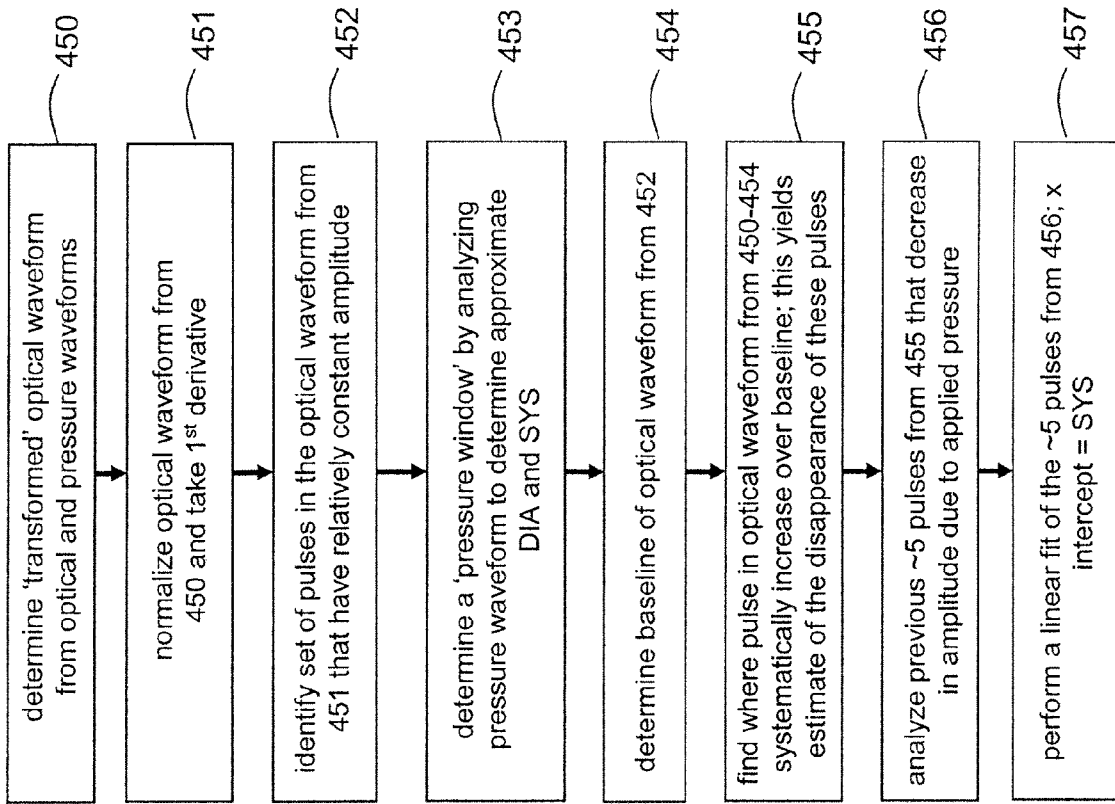 determine 'transformed' optical waveform
from optical and pressure waveforms
450
normalize optical waveform from
450 and take 1st derivative
451
identify set of pulses in the optical waveform from
451 that have relatively constant amplitude
452
determine a 'pressure window' by analyzing
pressure waveform to determine approximate
DIA and SYS
453
determine baseline of optical waveform from 452
454
find where pulse in optical waveform from 450-454
systematically increase over baseline; this yields
estimate of the disappearance of these pulses
455
analyze previous ~5 pulses from 455 that decrease
in amplitude due to applied pressure
456
perform a linear fit of the ~5 pulses from 456; x
intercept = SYS
457